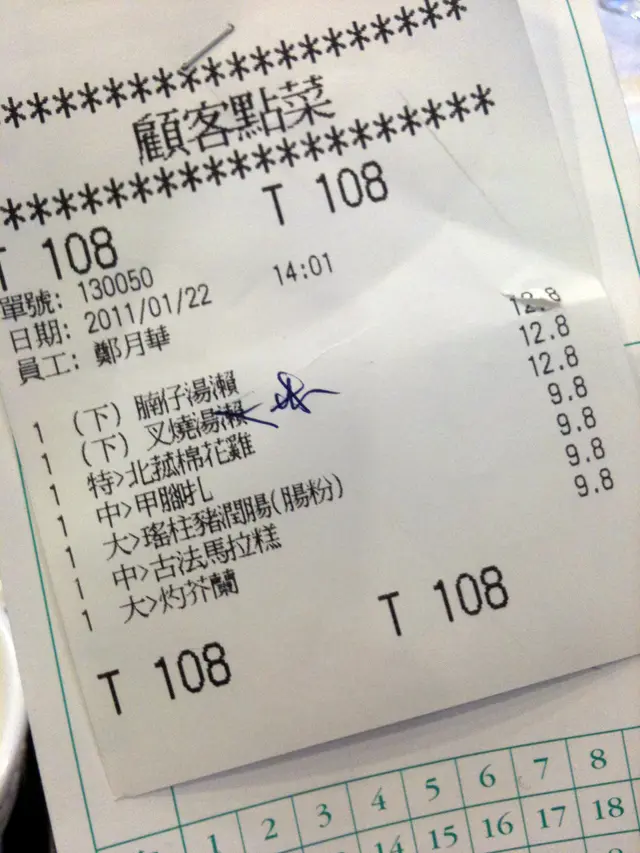 ********************
顧客點菜
********************
T 108 T 108
單號: 130050
日期: 2011/01/22 14:01
員工: 鄭月華
1 (下) 腩仔湯瀨 12.8
1 (下) 叉燒湯瀨 12.8
1 特>北菰棉花雞 12.8
1 中>甲腳扎 9.8
1 大>瑤柱豬潤腸(腸粉) 9.8
1 中>古法馬拉糕 9.8
1 大>灼芥蘭 9.8
T 108 T 108
1 2 3 4 5 6 7 8
14 15 16 17 18